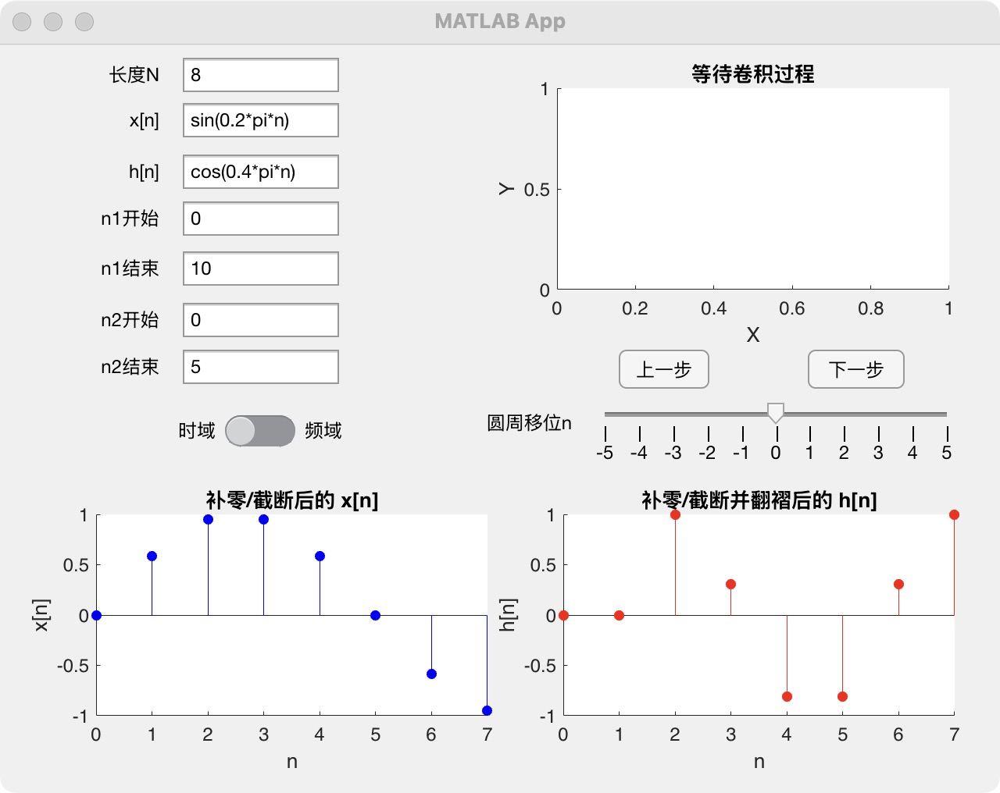 MATLAB App
长度N 8
x[n] sin(0.2*pi*n)
h[n] cos(0.4*pi*n)
n1开始 0
n1结束 10
n2开始 0
n2结束 5
时域 频域
等待卷积过程
1
0.5
0
Y
0 0.2 0.4 0.6 0.8 1
X
上一步 下一步
圆周移位n
-5 -4 -3 -2 -1 0 1 2 3 4 5
补零/截断后的 x[n]
1
0.5
0
-0.5
-1
x[n]
0 1 2 3 4 5 6 7
n
补零/截断并翻褶后的 h[n]
1
0.5
0
-0.5
-1
h[n]
0 1 2 3 4 5 6 7
n